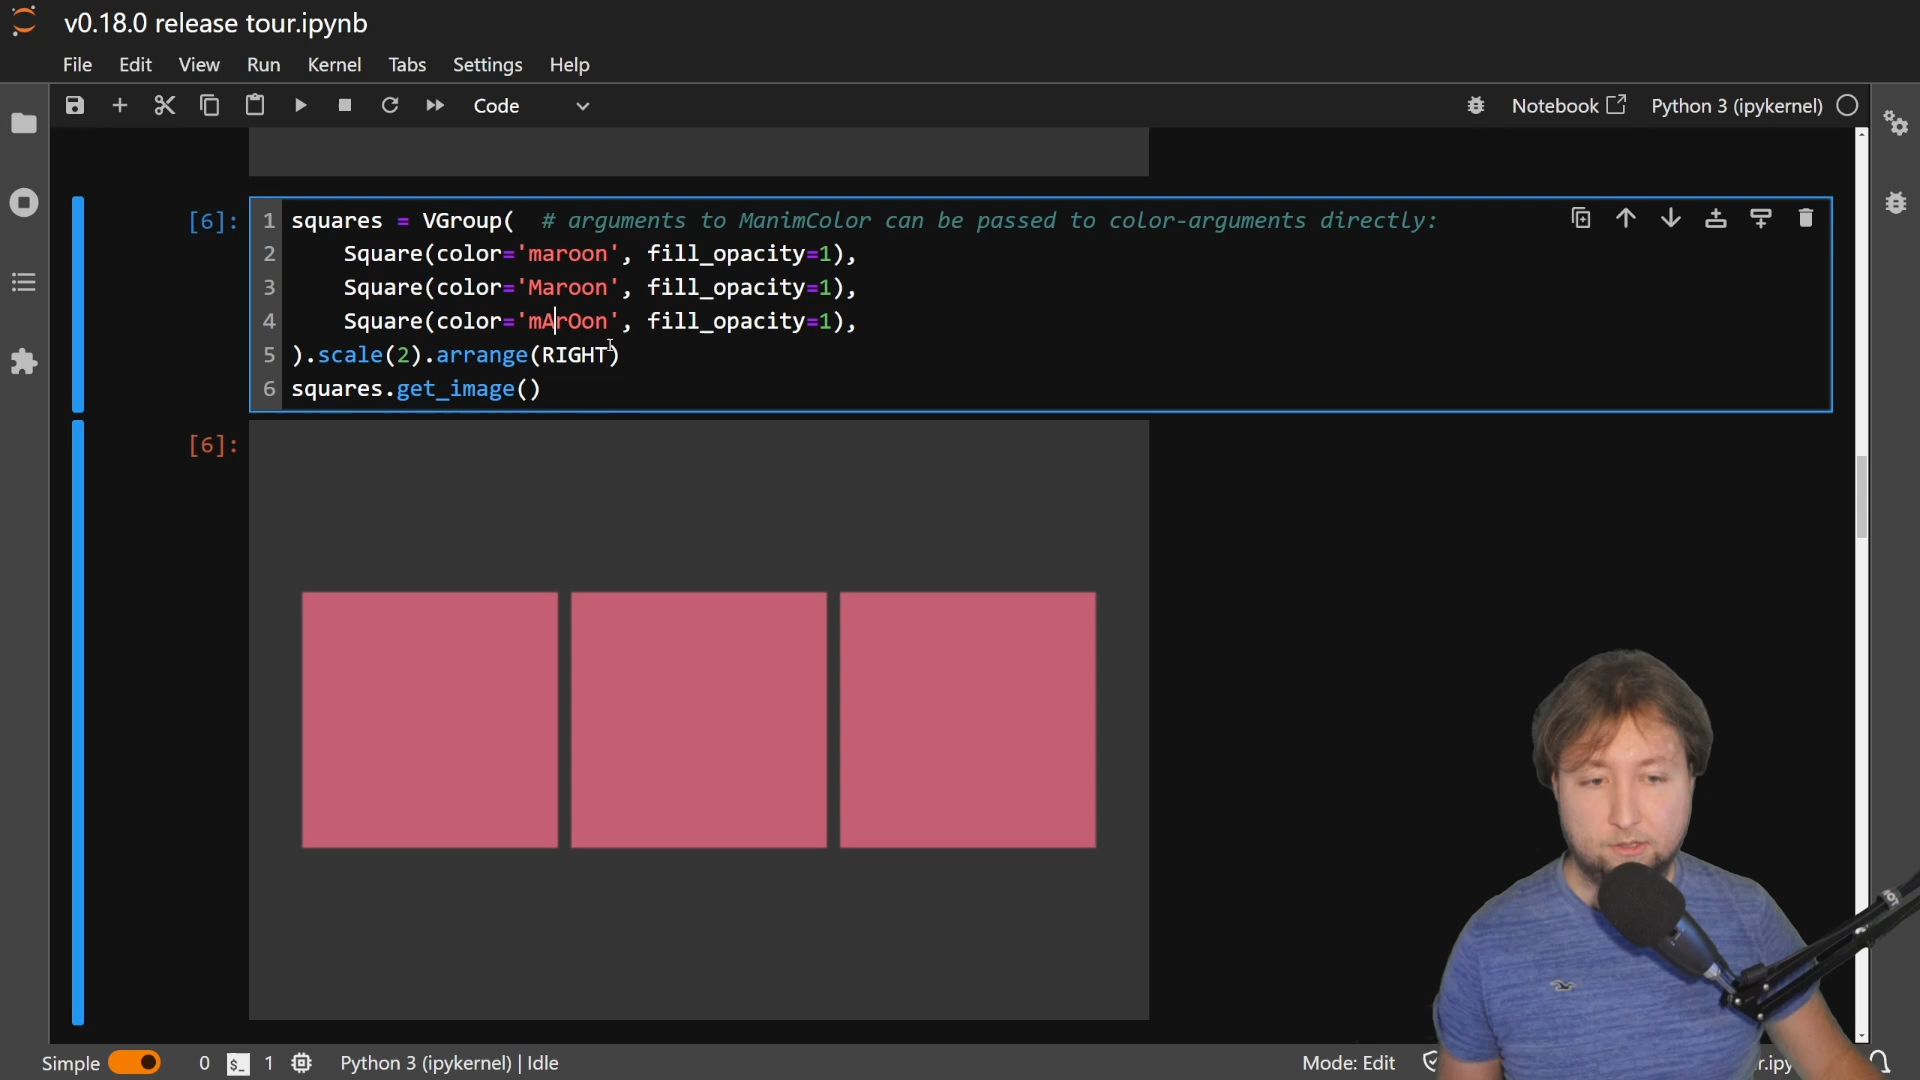 v0.18.0 release tour.ipynb
File Edit View Run Kernel Tabs Settings Help
Code Notebook Python 3 (ipykernel)
[6]: 1 squares = VGroup(  # arguments to ManimColor can be passed to color-arguments directly:
2     Square(color='maroon', fill_opacity=1),
3     Square(color='Maroon', fill_opacity=1),
4     Square(color='mArOon', fill_opacity=1),
5 ).scale(2).arrange(RIGHT)
6 squares.get_image()
[6]:
Simple 0 $_ 1 Python 3 (ipykernel) | Idle Mode: Edit r.ipy